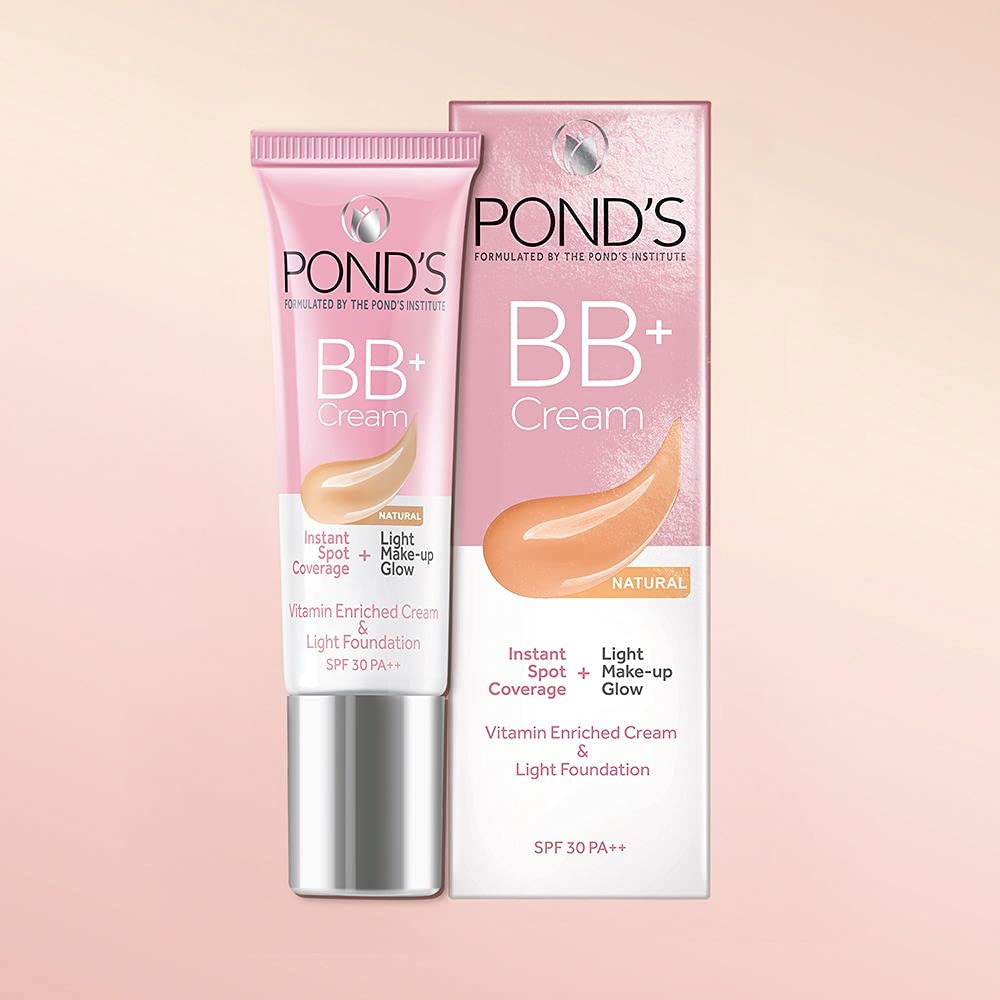 POND'S
FORMULATED BY THE POND'S INSTITUTE
BB+
Cream
NATURAL
Instant
Spot
Coverage
+
Light
Make-up
Glow
Vitamin Enriched Cream
&
Light Foundation
SPF 30 PA++
POND'S
FORMULATED BY THE POND'S INSTITUTE
BB+
Cream
NATURAL
Instant
Spot
Coverage
+
Light
Make-up
Glow
Vitamin Enriched Cream
&
Light Foundation
SPF 30 PA++